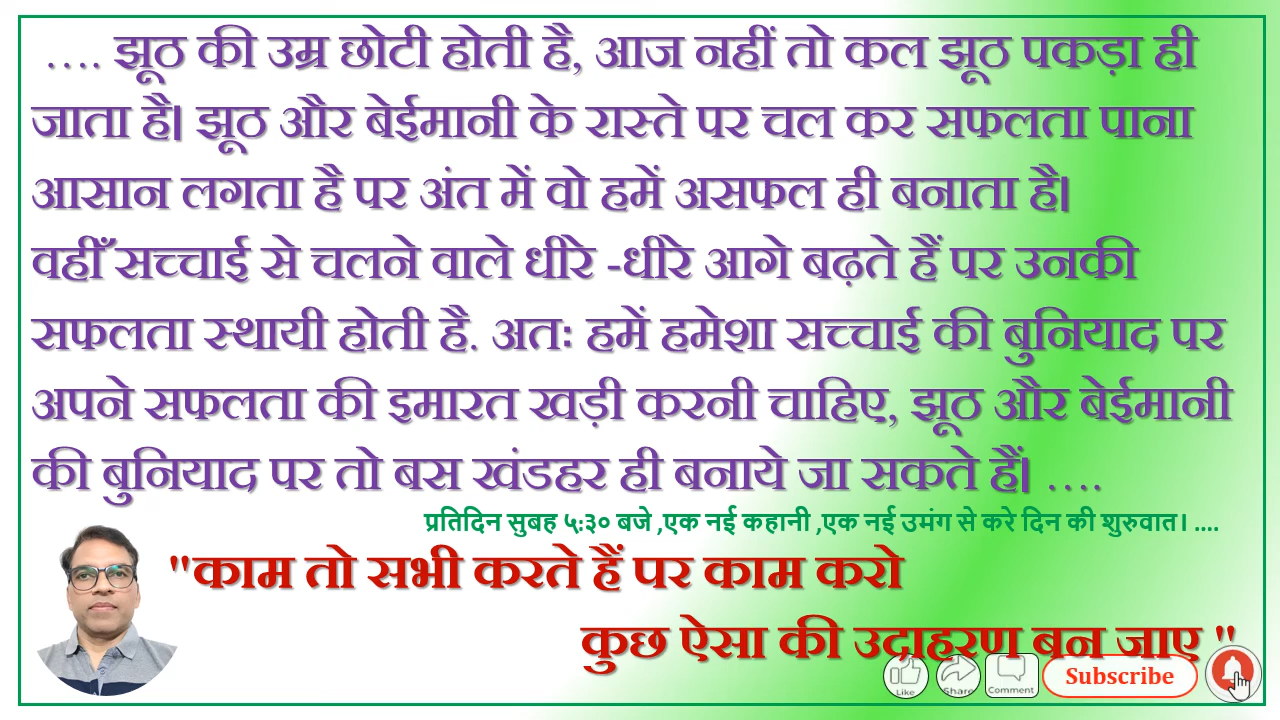 .... झूठ की उम्र छोटी होती है, आज नहीं तो कल झूठ पकड़ा ही
जाता है। झूठ और बेईमानी के रास्ते पर चल कर सफलता पाना
आसान लगता है पर अंत में वो हमें असफल ही बनाता है।
वहीँ सच्चाई से चलने वाले धीरे -धीरे आगे बढ़ते हैं पर उनकी
सफलता स्थायी होती है. अतः हमें हमेशा सच्चाई की बुनियाद पर
अपने सफलता की इमारत खड़ी करनी चाहिए, झूठ और बेईमानी
की बुनियाद पर तो बस खंडहर ही बनाये जा सकते हैं। ....
प्रतिदिन सुबह ५:३० बजे ,एक नई कहानी ,एक नई उमंग से करे दिन की शुरुवात। ....
"काम तो सभी करते हैं पर काम करो
कुछ ऐसा की उदाहरण बन जाए "
Like Share Comment Subscribe